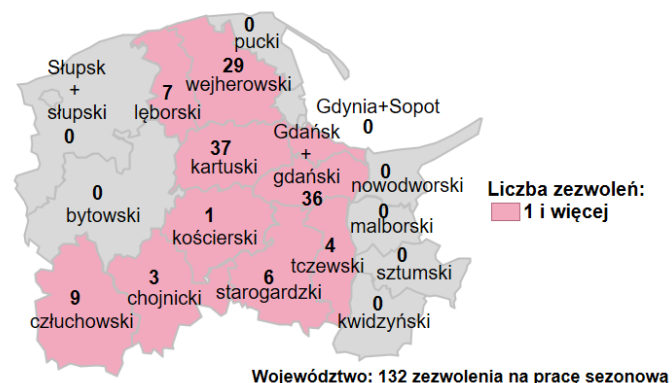 0
pucki
29
wejherowski
Słupsk
+
słupski
0
7
lęborski
Gdynia+Sopot
0
Gdańsk
+
gdański
36
37
kartuski
0
nowodworski
Liczba zezwoleń:
1 i więcej
0
bytowski
1
kościerski
0
malborski
4
tczewski
0
sztumski
9
człuchowski
3
chojnicki
6
starogardzki
0
kwidzyński
Województwo: 132 zezwolenia na pracę sezonową